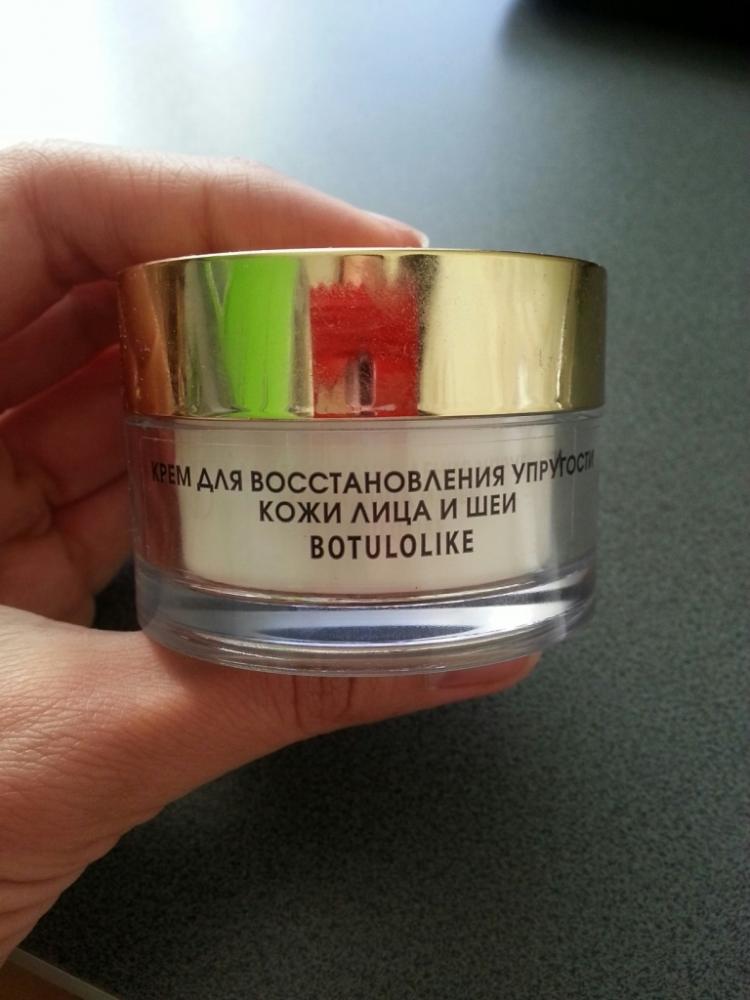 КРЕМ ДЛЯ ВОССТАНОВЛЕНИЯ УПРУГОСТИ
КОЖИ ЛИЦА И ШЕИ
BOTULOLIKE